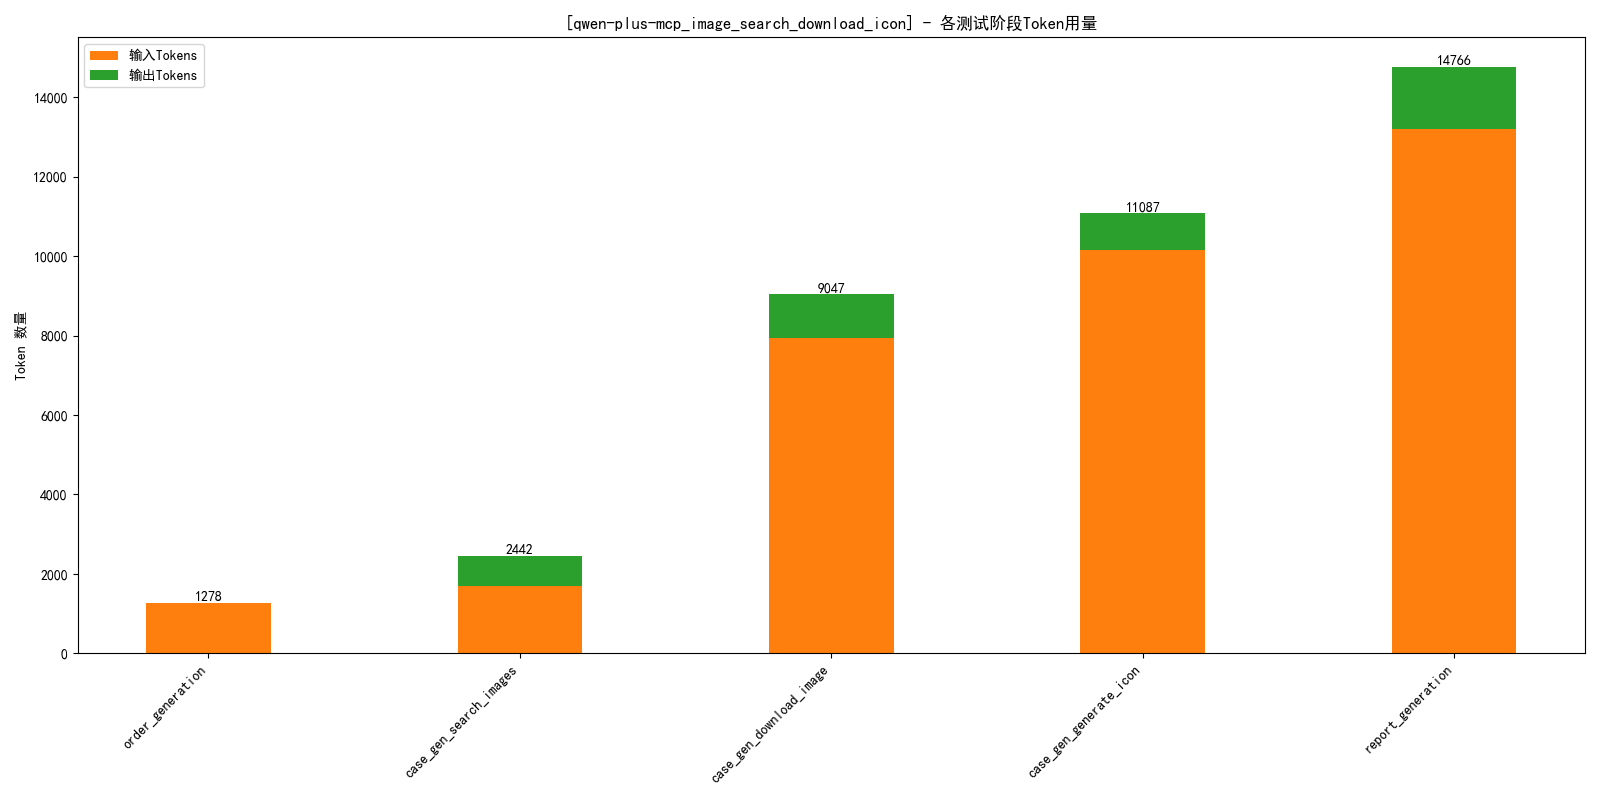 [qwen-plus-mcp_image_search_download_icon] - 各测试阶段Token用量
输入Tokens
输出Tokens
Token 数量
14000
12000
10000
8000
6000
4000
2000
0
1278
2442
9047
11087
14766
order_generation
case_gen_search_images
case_gen_download_image
case_gen_generate_icon
report_generation